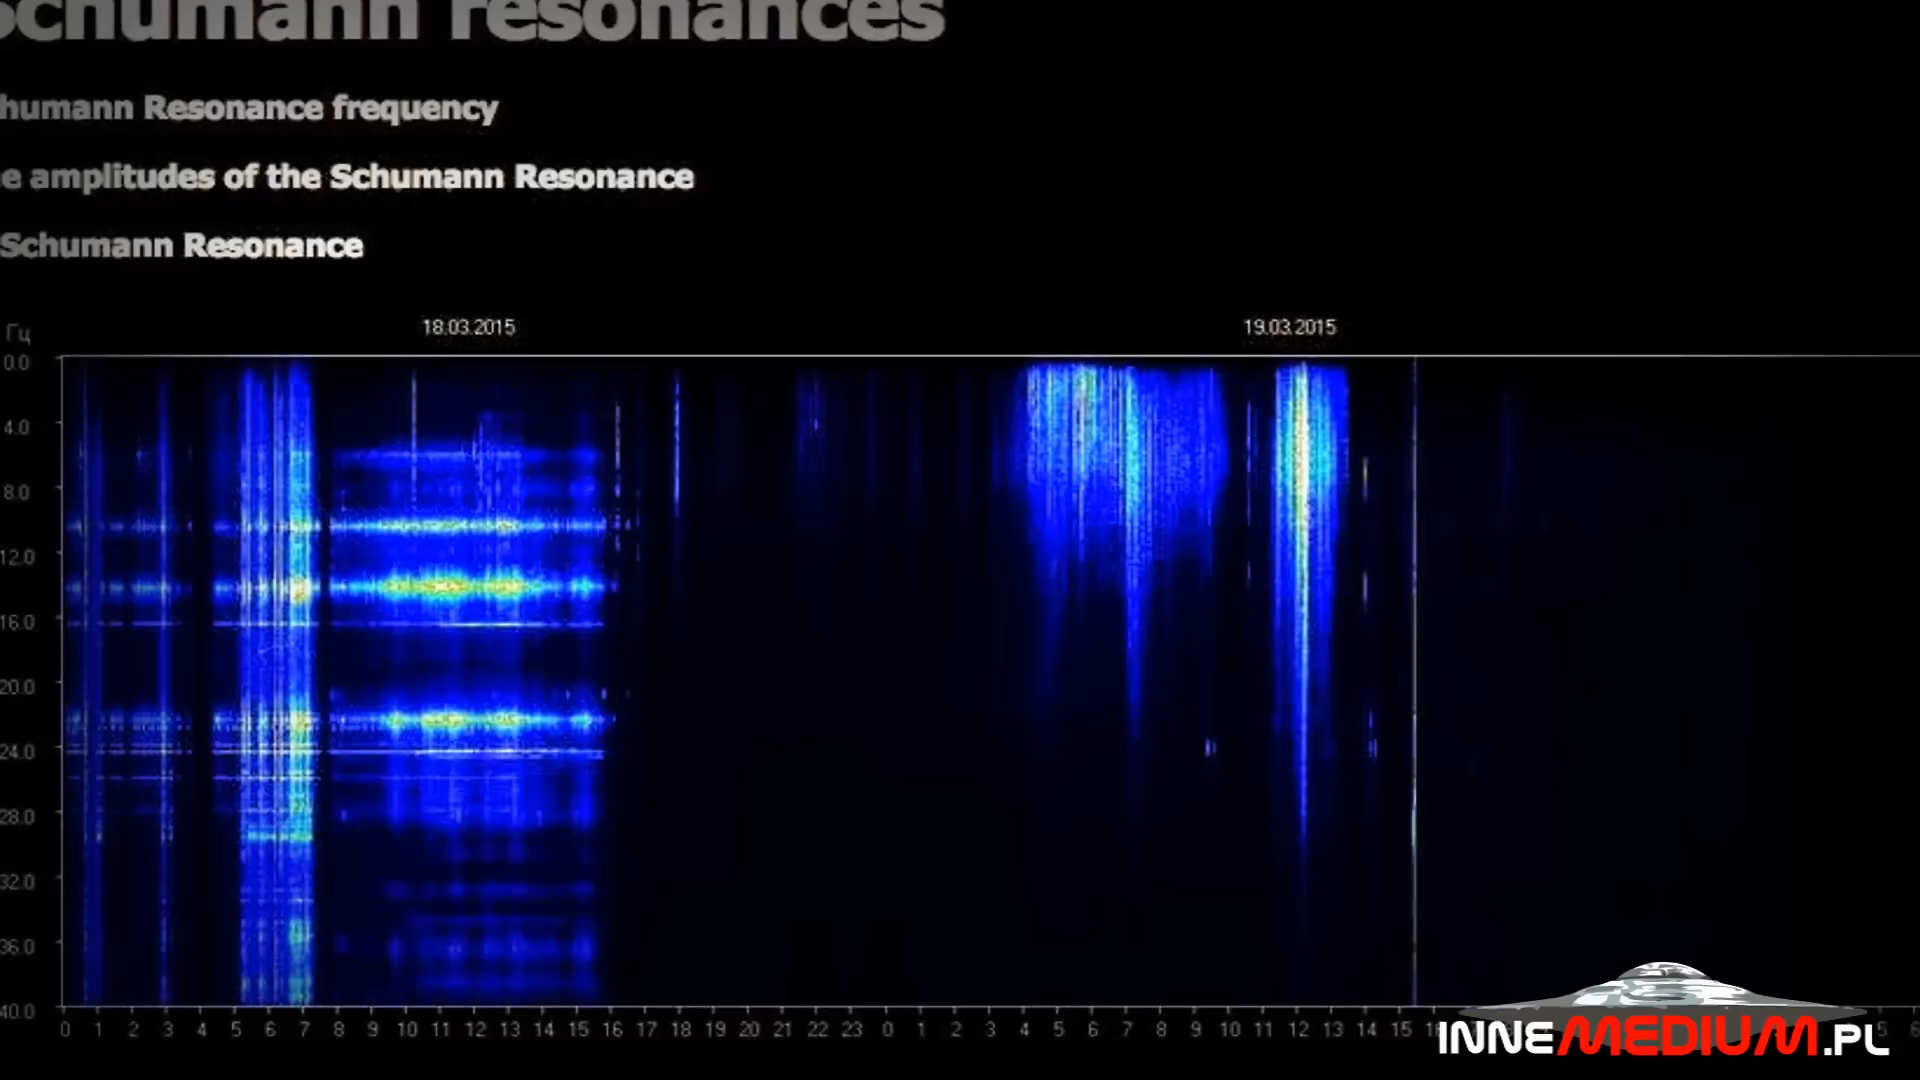 chumann resonances
humann Resonance frequency
e amplitudes of the Schumann Resonance
Schumann Resonance
18.03.2015 19.03.2015
Гц
0.0
4.0
8.0
12.0
16.0
20.0
24.0
28.0
32.0
36.0
40.0
0 1 2 3 4 5 6 7 8 9 10 11 12 13 14 15 16 17 18 19 20 21 22 23 0 1 2 3 4 5 6 7 8 9 10 11 12 13 14 15
INNEMEDIUM.PL